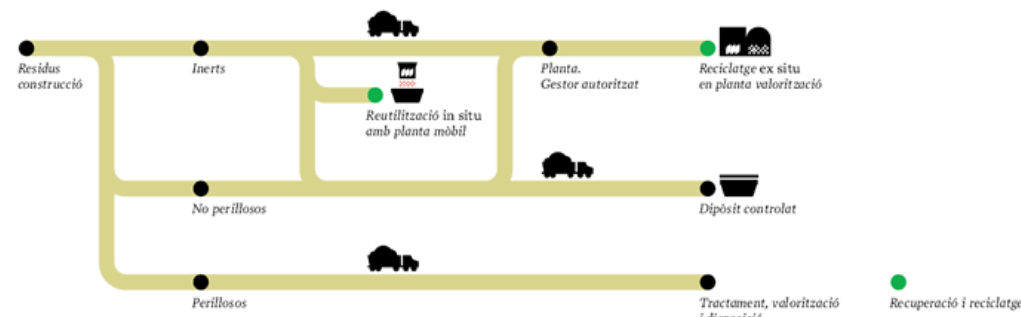 Residus
construcció
Inerts
Planta.
Gestor autoritzat
Reciclatge ex situ
en planta valorització
Reutilització in situ
amb planta mòbil
No perillosos
Dipòsit controlat
Perillosos
Tractament, valorització
i disposició
Recuperació i reciclatge